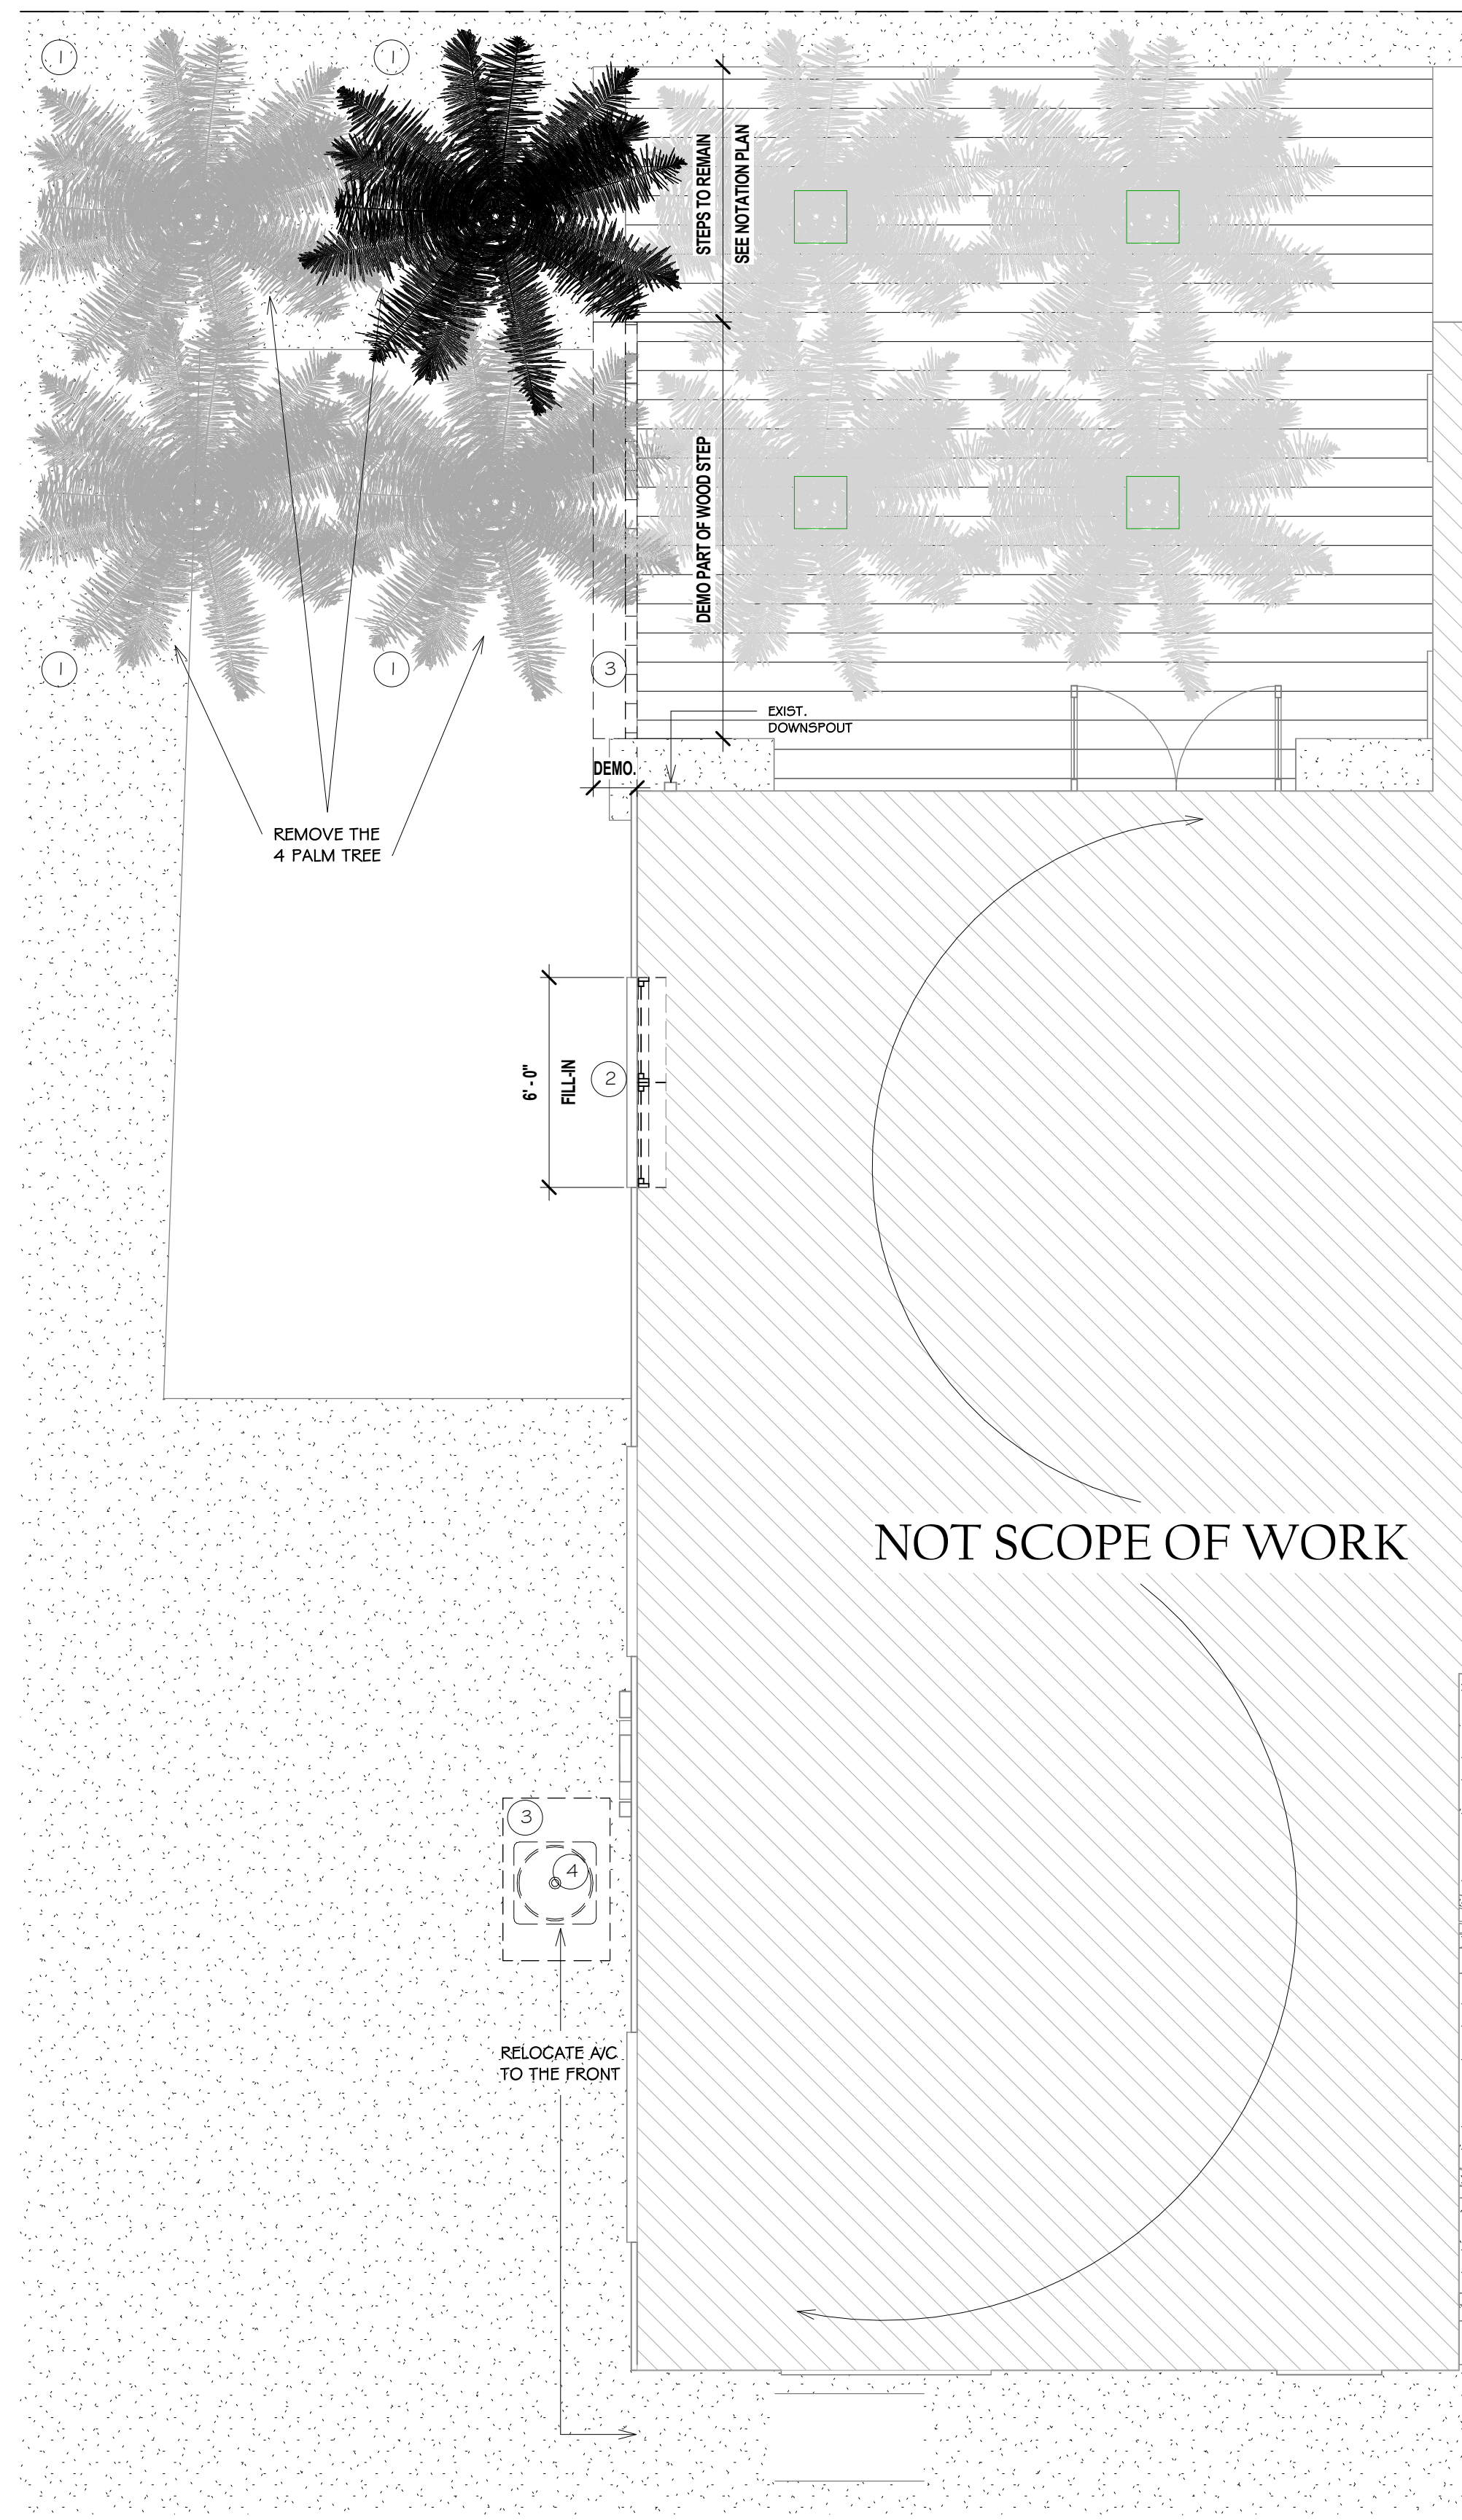 1
1
STEPS TO REMAIN
SEE NOTATION PLAN
DEMO PART OF WOOD STEP
1
1
3
EXIST.
DOWNSPOUT
DEMO.
REMOVE THE
4 PALM TREE
6' - 0"
FILL-IN
2
NOT SCOPE OF WORK
3
4
RELOCATE A/C
TO THE FRONT